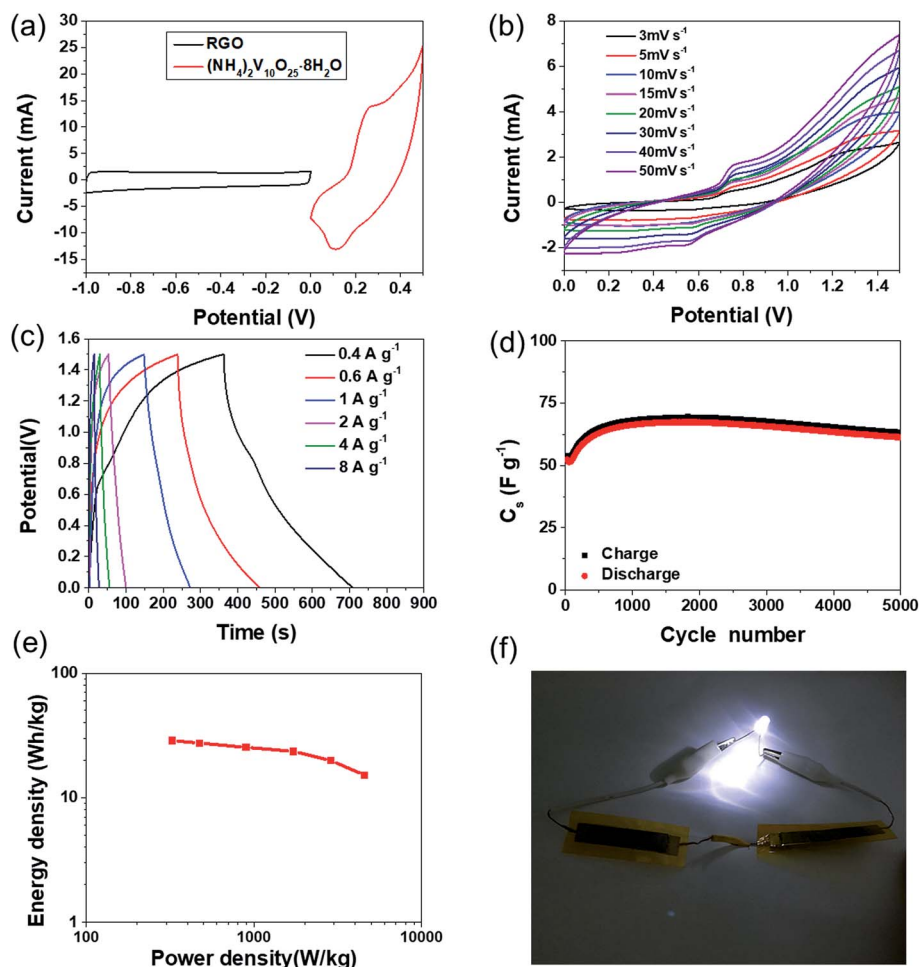 (a)
30
25
20
15
10
5
0
-5
-10
-15
Current (mA)
RGO
(NH₄)₂V₁₀O₂₅·8H₂O
-1.0 -0.8 -0.6 -0.4 -0.2 0.0 0.2 0.4
Potential (V)
(b)
8
6
4
2
0
-2
Current (mA)
3mV s⁻¹
5mV s⁻¹
10mV s⁻¹
15mV s⁻¹
20mV s⁻¹
30mV s⁻¹
40mV s⁻¹
50mV s⁻¹
0.0 0.3 0.6 0.9 1.2 1.5
Potential (V)
(c)
1.6
1.4
1.2
1.0
0.8
0.6
0.4
0.2
0.0
Potential(V)
0.4 A g⁻¹
0.6 A g⁻¹
1 A g⁻¹
2 A g⁻¹
4 A g⁻¹
8 A g⁻¹
0 100 200 300 400 500 600 700 800 900
Time (s)
(d)
100
75
50
25
0
Cₛ (F g⁻¹)
Charge
Discharge
0 1000 2000 3000 4000 5000
Cycle number
(e)
100
10
1
Energy density (Wh/kg)
100 1000 10000
Power density(W/kg)
(f)